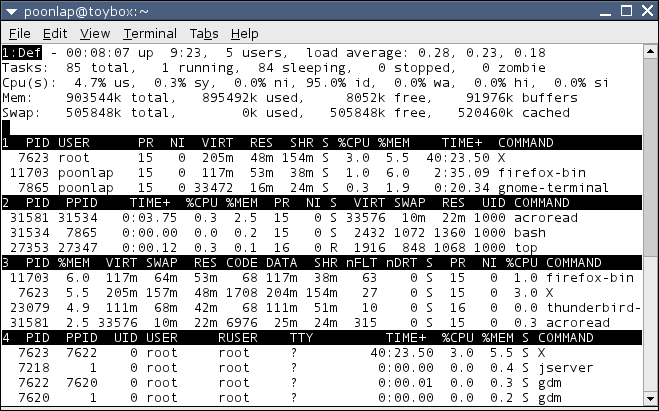 poonlap@toybox:~
File Edit View Terminal Tabs Help
1:Def - 00:08:07 up  9:23,  5 users,  load average: 0.28, 0.23, 0.18
Tasks:  85 total,   1 running,  84 sleeping,   0 stopped,   0 zombie
Cpu(s):  4.7% us,  0.3% sy,  0.0% ni, 95.0% id,  0.0% wa,  0.0% hi,  0.0% si
Mem:    903544k total,   895492k used,     8052k free,    91976k buffers
Swap:   505848k total,        0k used,   505848k free,   520460k cached
1  PID USER      PR  NI  VIRT  RES  SHR S %CPU %MEM    TIME+  COMMAND
7623 root      15   0  205m  48m 154m S  3.0  5.5  40:23.50 X
11703 poonlap   15   0  117m  53m  38m S  1.0  6.0   2:35.09 firefox-bin
7865 poonlap   15   0 33472  16m  24m S  0.3  1.9   0:20.34 gnome-terminal
2  PID  PPID    TIME+  %CPU %MEM  PR  NI S  VIRT SWAP  RES  UID COMMAND
31581 31534   0:03.75  0.3  2.5  15   0 S 33576  10m  22m 1000 acroread
31534  7865   0:00.00  0.0  0.2  15   0 S  2432 1072 1360 1000 bash
27353 27347   0:00.12  0.3  0.1  16   0 R  1916  848 1068 1000 top
3  PID %MEM  VIRT SWAP  RES CODE DATA  SHR nFLT nDRT S  PR  NI %CPU COMMAND
11703  6.0  117m  64m  53m   68 117m  38m   63    0 S  15   0  1.0 firefox-bin
7623  5.5  205m 157m  48m 1708 204m 154m   27    0 S  15   0  3.0 X
23079  4.9  111m  68m  42m   68 111m  51m   10    0 S  16   0  0.0 thunderbird-
31581  2.5 33576  10m  22m 6976  25m  24m  315    0 S  15   0  0.3 acroread
4  PID  PPID  UID USER     RUSER    TTY         TIME+  %CPU %MEM S COMMAND
7623  7622    0 root     root     ?        40:23.50  3.0  5.5 S X
7218     1    0 root     root     ?         0:00.00  0.0  0.4 S jserver
7622  7620    0 root     root     ?         0:00.01  0.0  0.3 S gdm
7620     1    0 root     root     ?         0:00.00  0.0  0.2 S gdm